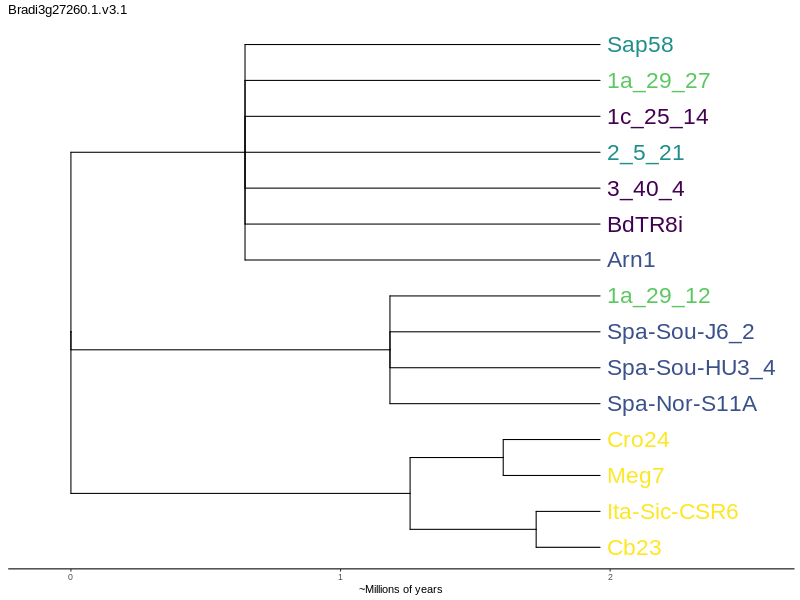 Bradi3g27260.1.v3.1
Sap58
1a_29_27
1c_25_14
2_5_21
3_40_4
BdTR8i
Arn1
1a_29_12
Spa-Sou-J6_2
Spa-Sou-HU3_4
Spa-Nor-S11A
Cro24
Meg7
Ita-Sic-CSR6
Cb23
0 1 2
~Millions of years